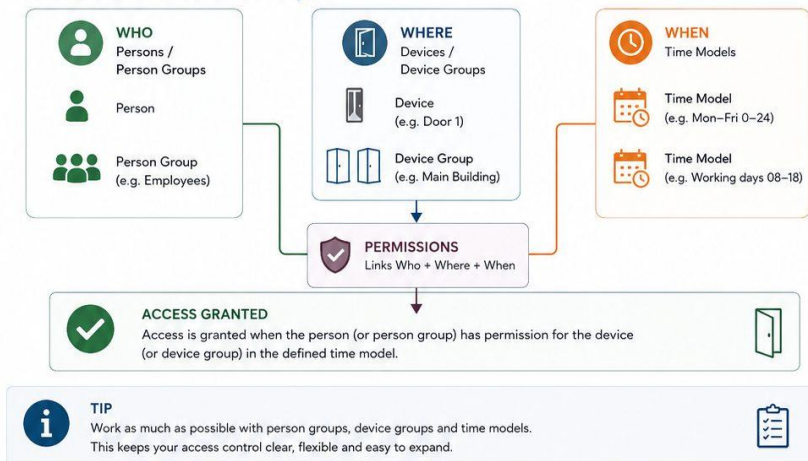 WHO
Persons /
Person Groups
Person
Person Group
(e.g. Employees)
WHERE
Devices /
Device Groups
Device
(e.g. Door 1)
Device Group
(e.g. Main Building)
WHEN
Time Models
Time Model
(e.g. Mon–Fri 0–24)
Time Model
(e.g. Working days 08–18)
PERMISSIONS
Links Who + Where + When
ACCESS GRANTED
Access is granted when the person (or person group) has permission for the device
(or device group) in the defined time model.
TIP
Work as much as possible with person groups, device groups and time models.
This keeps your access control clear, flexible and easy to expand.